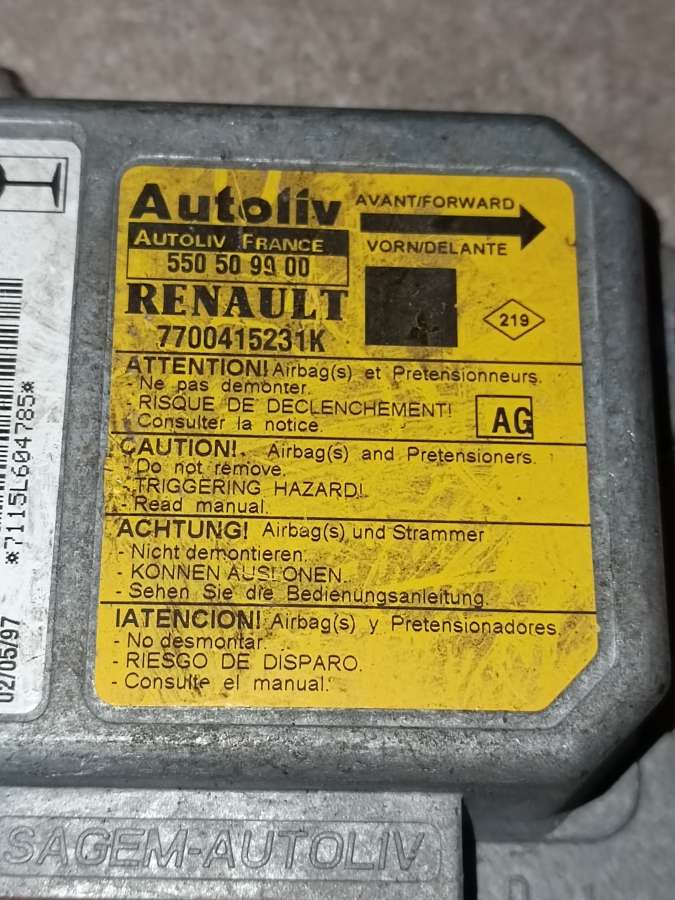 Autoliv
AVANT/FORWARD
AUTOLIV FRANCE
VORN/DELANTE
550 50 99 00
RENAULT
7700415231K
219
ATTENTION! Airbag(s) et Pretensionneurs.
- Ne pas demonter.
- RISQUE DE DECLENCHEMENT!
- Consulter la notice.
AG
CAUTION!. Airbag(s) and Pretensioners.
- Do not remove.
- TRIGGERING HAZARD!
- Read manual.
ACHTUNG! Airbag(s) und Strammer
- Nicht demontieren.
- KONNEN AUSLONEN.
- Sehen Sie die Bedienungsanleitung.
!ATENCION! Airbag(s) y Pretensionadores.
- No desmontar.
- RIESGO DE DISPARO.
- Consulte el manual.
*7115L604785*
02/05/97
SAGEM-AUTOLIV